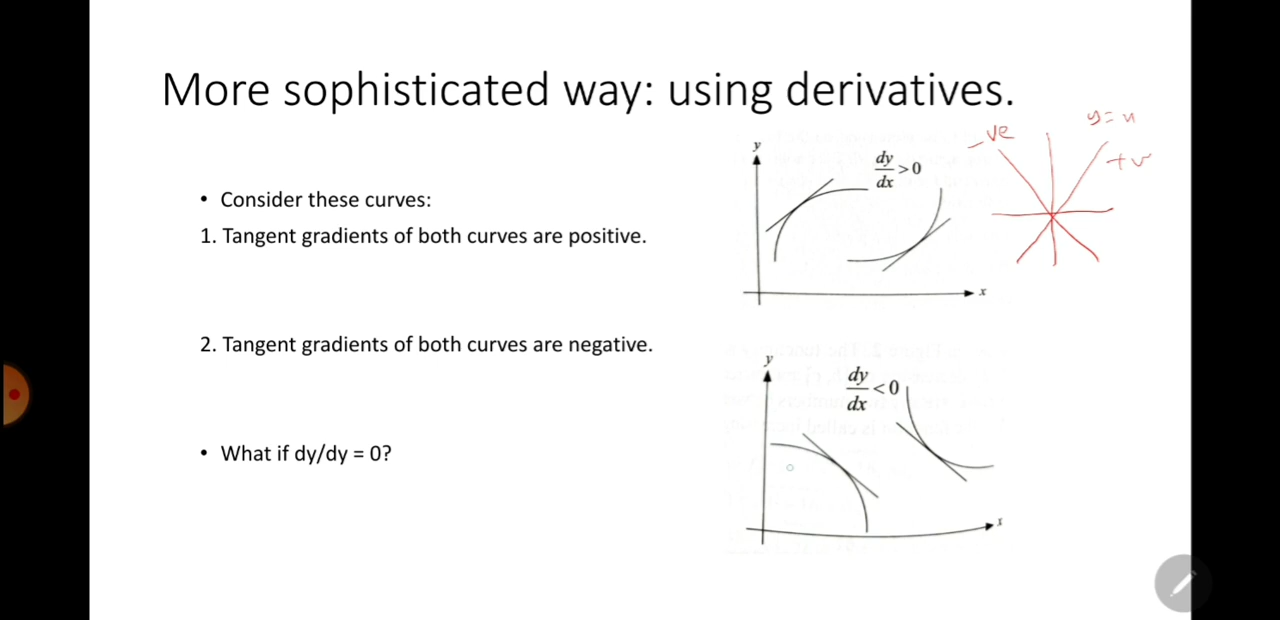 More sophisticated way: using derivatives.
• Consider these curves:
1. Tangent gradients of both curves are positive.
2. Tangent gradients of both curves are negative.
• What if dy/dy = 0?
y
dy/dx > 0
x
y
dy/dx < 0
x
-ve
y = x
+v